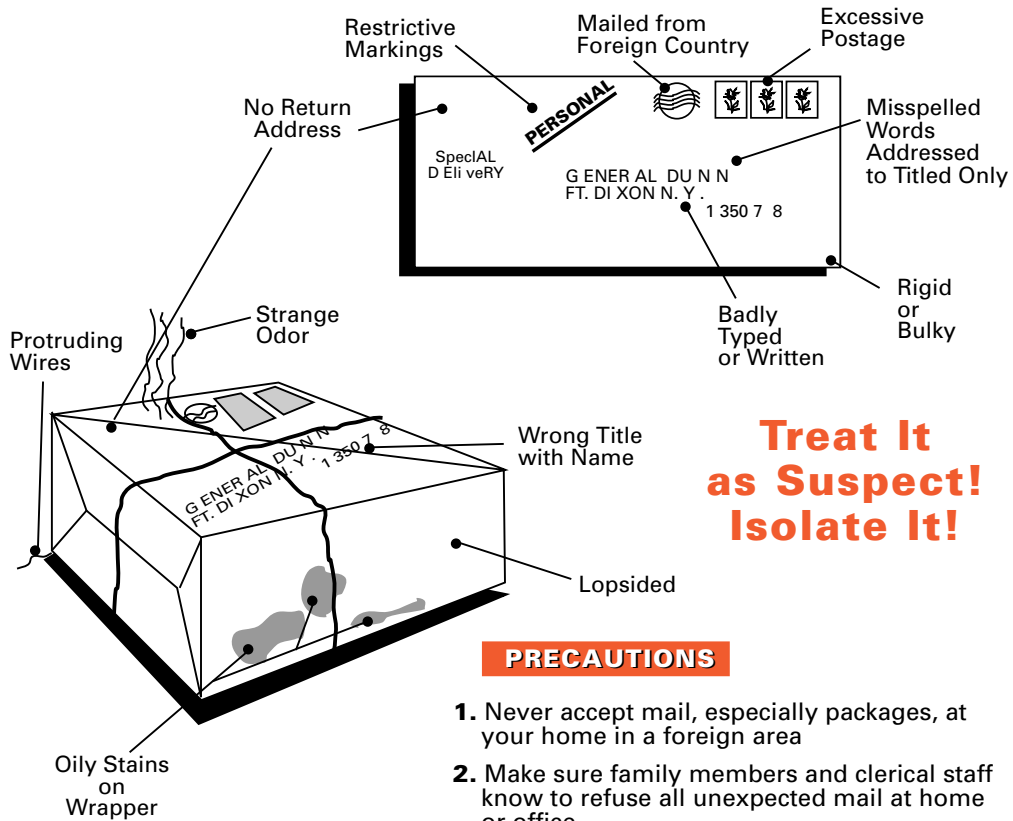 Restrictive
Markings
Mailed from
Foreign Country
Excessive
Postage
No Return
Address
PERSONAL
Misspelled
Words
Addressed
to Titled Only
SpecIAL
D Eli veRY
G ENER AL DU N N
FT. DI XON N. Y .
1 350 7 8
Rigid
or
Bulky
Badly
Typed
or Written
Strange
Odor
Protruding
Wires
G ENER AL DU N N
FT. DI XON N. Y .
1 350 7 8
Wrong Title
with Name
Treat It
as Suspect!
Isolate It!
Lopsided
Oily Stains
on
Wrapper
PRECAUTIONS
1. Never accept mail, especially packages, at
your home in a foreign area
2. Make sure family members and clerical staff
know to refuse all unexpected mail at home
or office